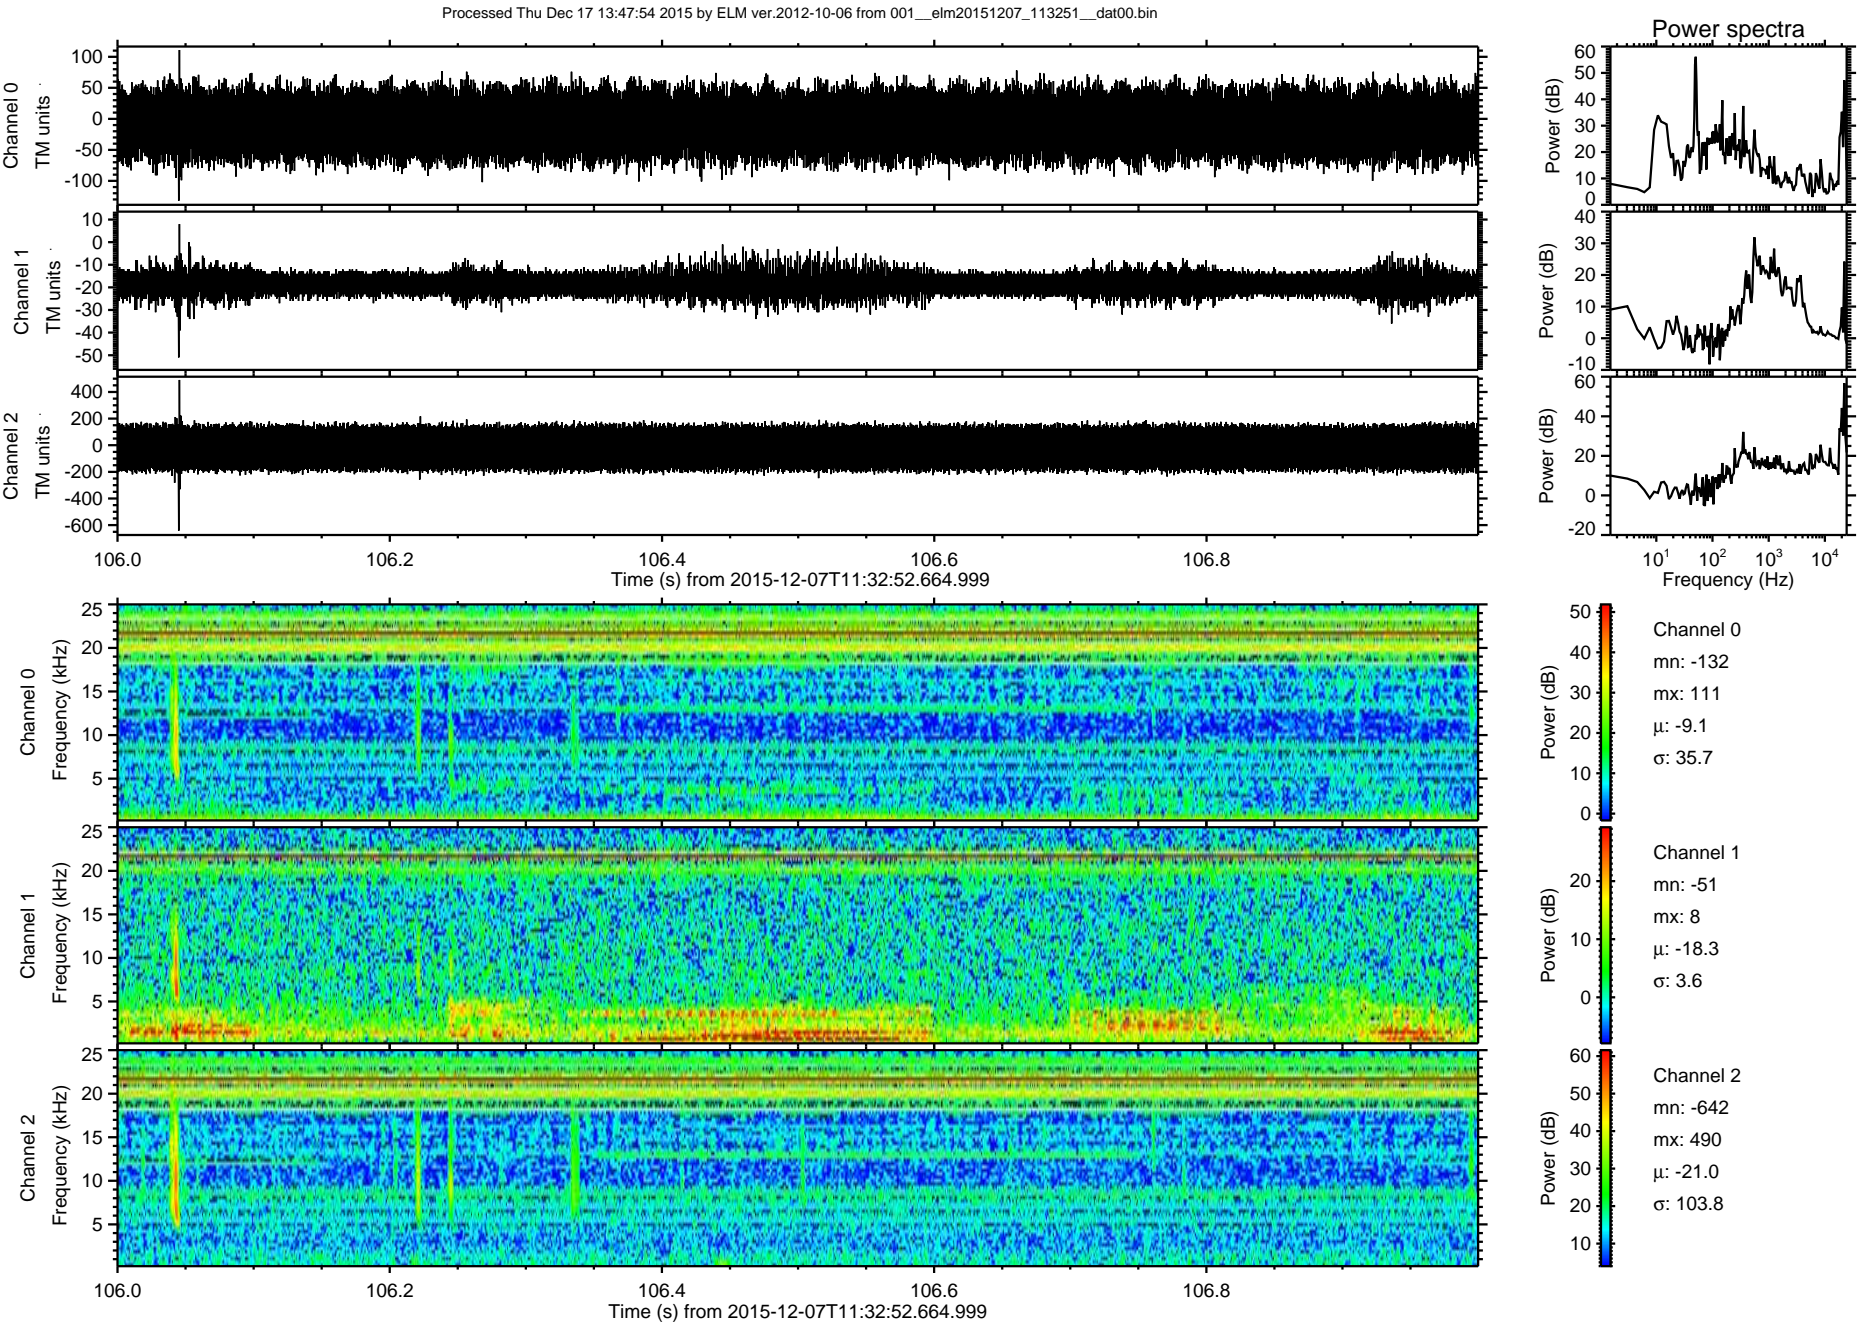 Processed Thu Dec 17 13:47:54 2015 by ELM ver.2012-10-06 from 001__elm20151207_113251__dat00.bin
Power spectra
Channel 0
TM units
100
50
0
-50
-100
Power (dB)
60
50
40
30
20
10
0
Channel 1
TM units
10
0
-10
-20
-30
-40
-50
Power (dB)
40
30
20
10
0
-10
Channel 2
TM units
400
200
0
-200
-400
-600
Power (dB)
60
40
20
0
-20
106.0 106.2 106.4 106.6 106.8
Time (s) from 2015-12-07T11:32:52.664.999
10¹ 10² 10³ 10⁴
Frequency (Hz)
Channel 0
Frequency (kHz)
25
20
15
10
5
Power (dB)
50
40
30
20
10
0
Channel 0
mn: -132
mx: 111
μ: -9.1
σ: 35.7
Channel 1
Frequency (kHz)
25
20
15
10
5
Power (dB)
20
10
0
Channel 1
mn: -51
mx: 8
μ: -18.3
σ: 3.6
Channel 2
Frequency (kHz)
25
20
15
10
5
Power (dB)
60
50
40
30
20
10
Channel 2
mn: -642
mx: 490
μ: -21.0
σ: 103.8
106.0 106.2 106.4 106.6 106.8
Time (s) from 2015-12-07T11:32:52.664.999